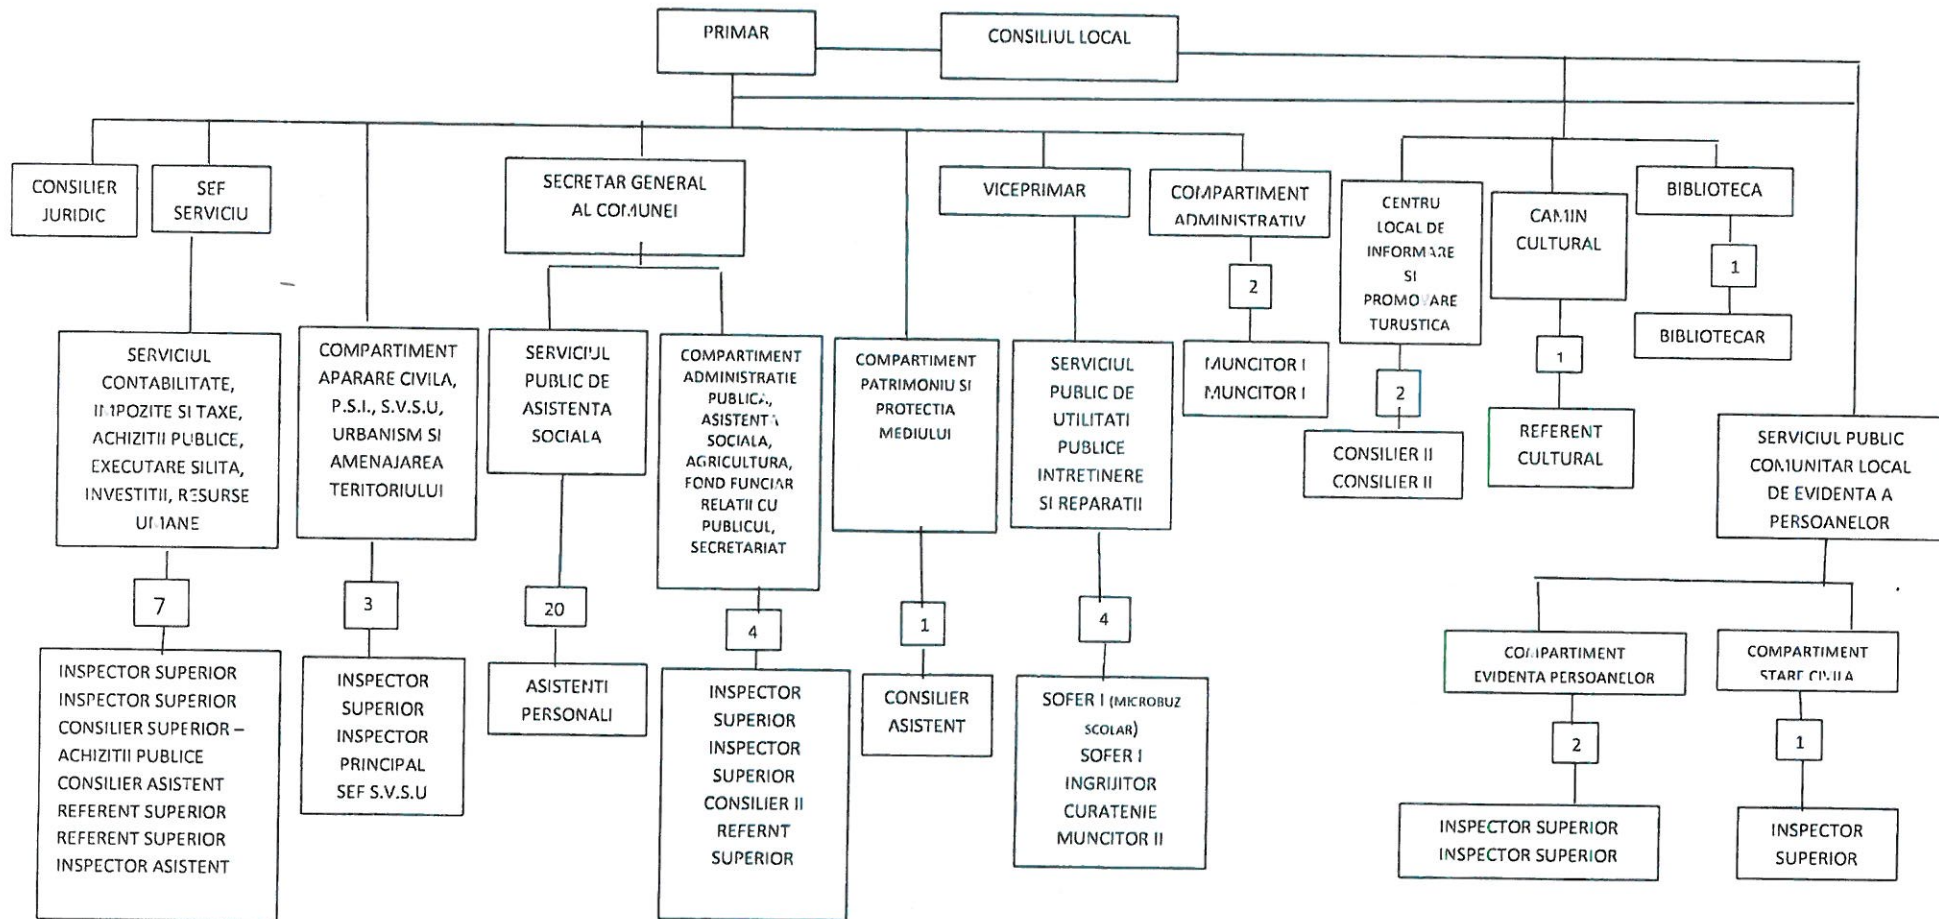 PRIMAR
CONSILIUL LOCAL
CONSILIER
JURIDIC
SEF
SERVICIU
SECRETAR GENERAL
AL COMUNEI
VICEPRIMAR
COMPARTIMENT
ADMINISTRATIV
2
MUNCITOR I
MUNCITOR I
CENTRU
LOCAL DE
INFORMARE
SI
PROMOVARE
TURUSTICA
2
CONSILIER II
CONSILIER II
CAMIN
CULTURAL
1
REFERENT
CULTURAL
BIBLIOTECA
1
BIBLIOTECAR
SERVICIUL
CONTABILITATE,
IMPOZITE SI TAXE,
ACHIZITII PUBLICE,
EXECUTARE SILITA,
INVESTITII, RESURSE
UMANE
7
INSPECTOR SUPERIOR
INSPECTOR SUPERIOR
CONSILIER SUPERIOR –
ACHIZITII PUBLICE
CONSILIER ASISTENT
REFERENT SUPERIOR
REFERENT SUPERIOR
INSPECTOR ASISTENT
COMPARTIMENT
APARARE CIVILA,
P.S.I., S.V.S.U,
URBANISM SI
AMENAJAREA
TERITORIULUI
3
INSPECTOR
SUPERIOR
INSPECTOR
PRINCIPAL
SEF S.V.S.U
SERVICIUL
PUBLIC DE
ASISTENTA
SOCIALA
20
ASISTENTI
PERSONALI
COMPARTIMENT
ADMINISTRATIE
PUBLICA,
ASISTENTA
SOCIALA,
AGRICULTURA,
FOND FUNCIAR
RELATII CU
PUBLICUL,
SECRETARIAT
4
INSPECTOR
SUPERIOR
INSPECTOR
SUPERIOR
CONSILIER II
REFERNT
SUPERIOR
COMPARTIMENT
PATRIMONIU SI
PROTECTIA
MEDIULUI
1
CONSILIER
ASISTENT
SERVICIUL
PUBLIC DE
UTILITATI
PUBLICE
INTRETINERE
SI REPARATII
4
SOFER I (MICROBUZ
SCOLAR)
SOFER I
INGRIJITOR
CURATENIE
MUNCITOR II
SERVICIUL PUBLIC
COMUNITAR LOCAL
DE EVIDENTA A
PERSOANELOR
COMPARTIMENT
EVIDENTA PERSOANELOR
2
INSPECTOR SUPERIOR
INSPECTOR SUPERIOR
COMPARTIMENT
STARE CIVILA
1
INSPECTOR
SUPERIOR